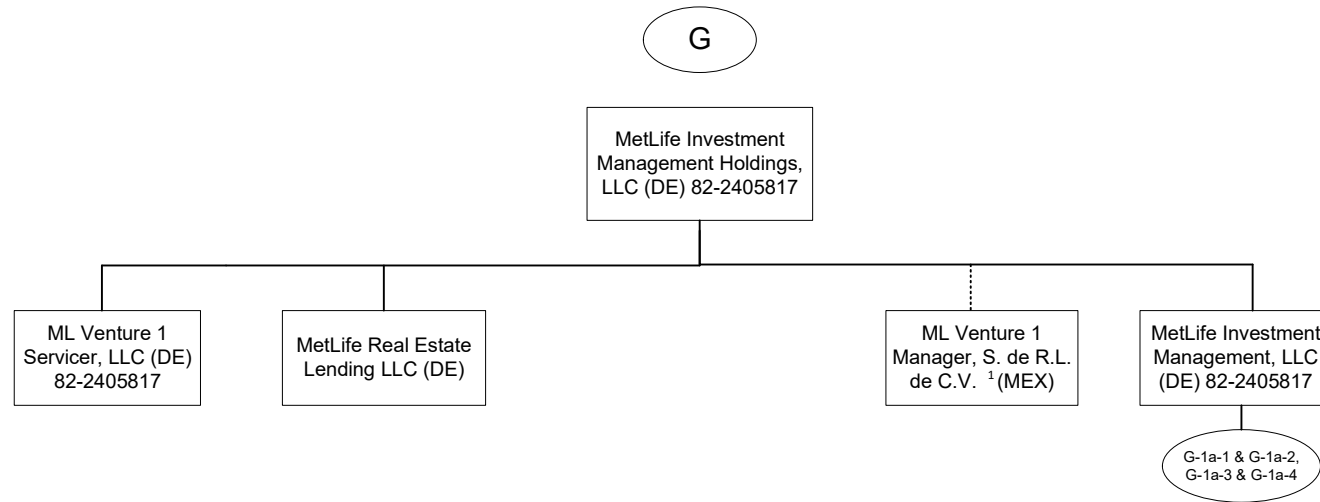 G
MetLife Investment
Management Holdings,
LLC (DE) 82-2405817
ML Venture 1
Servicer, LLC (DE)
82-2405817
MetLife Real Estate
Lending LLC (DE)
ML Venture 1
Manager, S. de R.L.
de C.V. ¹ (MEX)
MetLife Investment
Management, LLC
(DE) 82-2405817
G-1a-1 & G-1a-2,
G-1a-3 & G-1a-4